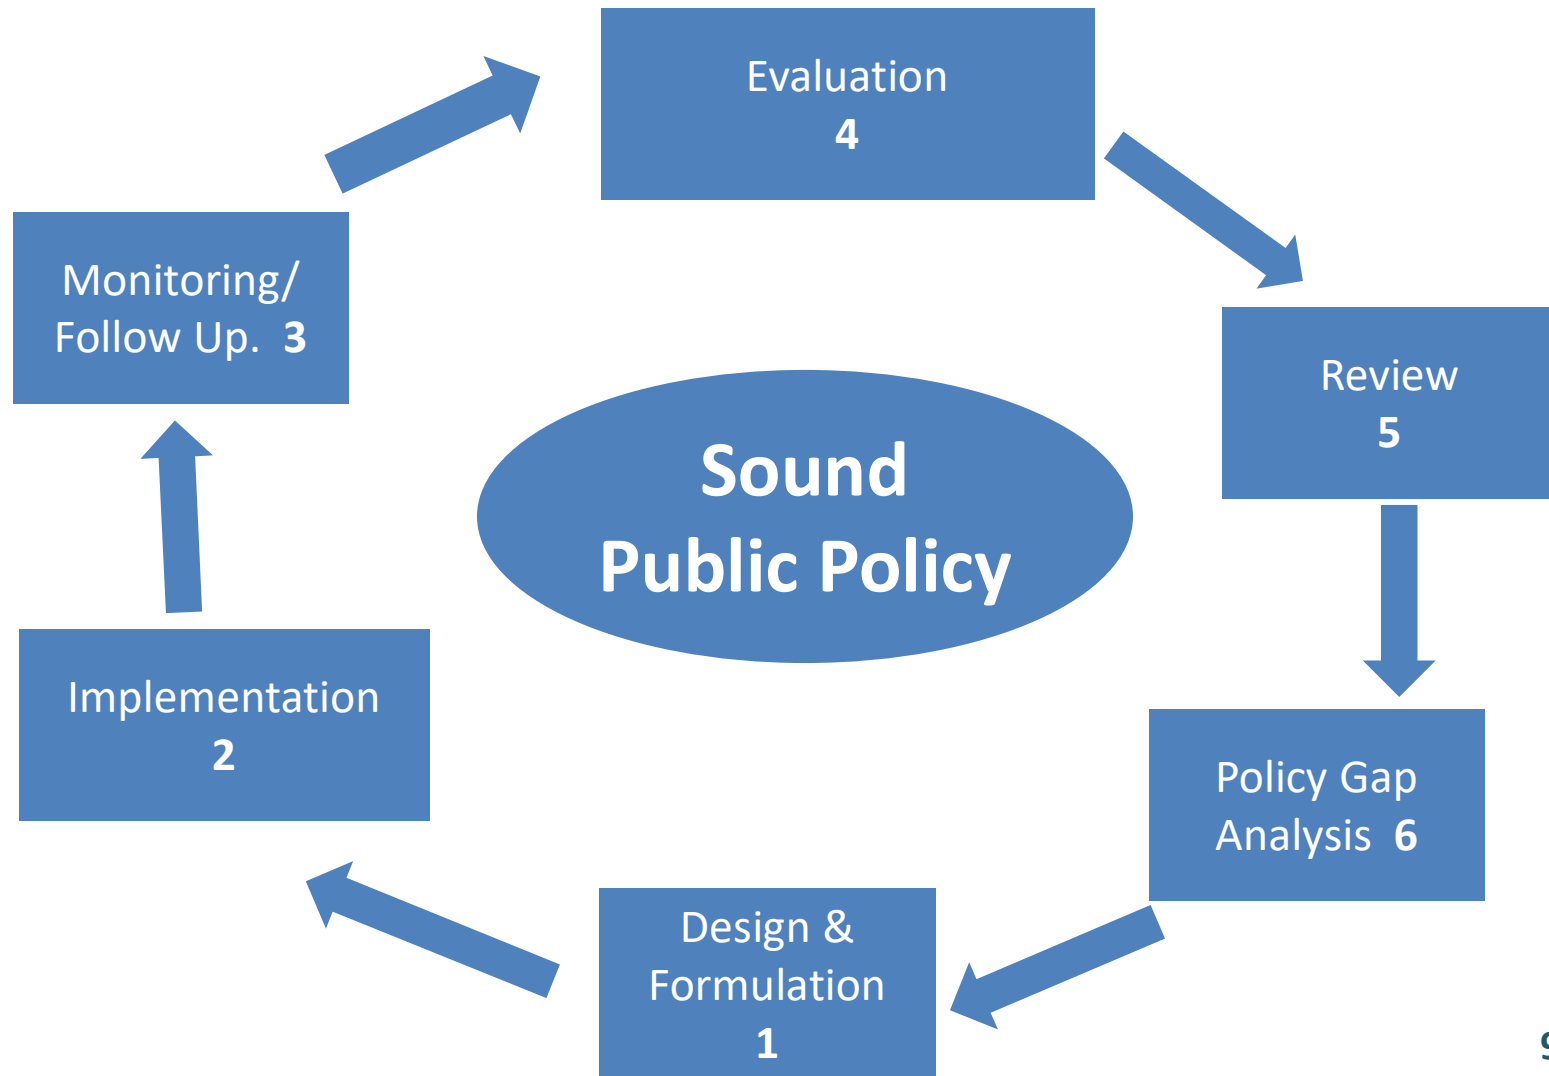 Evaluation
4
Monitoring/
Follow Up. 3
Review
5
Sound
Public Policy
Implementation
2
Policy Gap
Analysis 6
Design &
Formulation
1
9